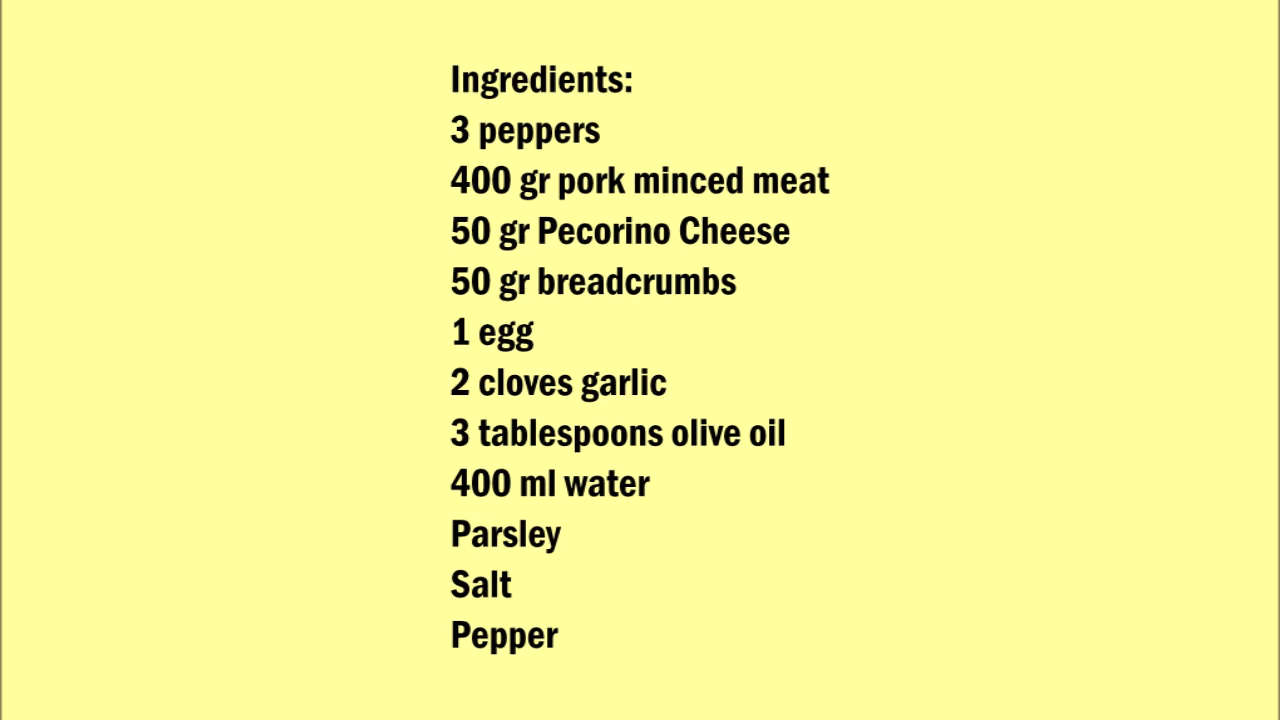 Ingredients:
3 peppers
400 gr pork minced meat
50 gr Pecorino Cheese
50 gr breadcrumbs
1 egg
2 cloves garlic
3 tablespoons olive oil
400 ml water
Parsley
Salt
Pepper